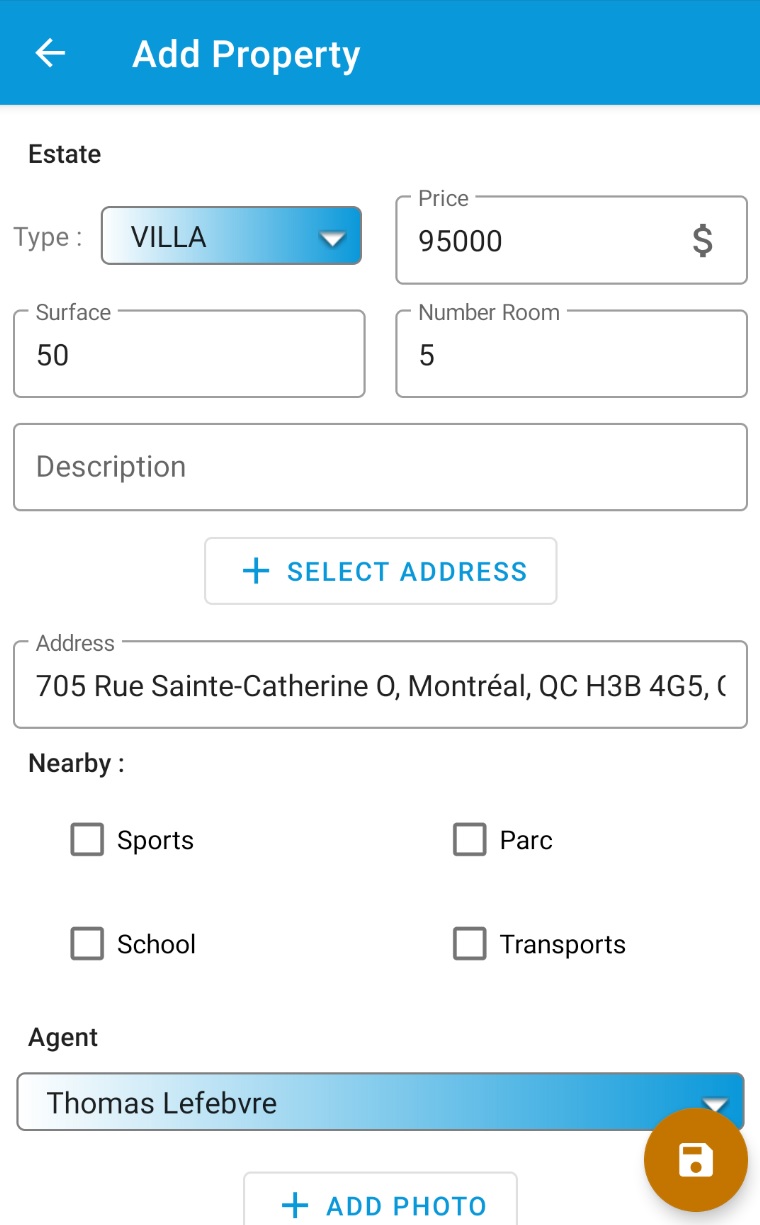 Add Property
Estate
Type :
VILLA
Price
95000
$
Surface
50
Number Room
5
Description
+ SELECT ADDRESS
Address
705 Rue Sainte-Catherine O, Montréal, QC H3B 4G5,
Nearby :
Sports
Parc
School
Transports
Agent
Thomas Lefebvre
+ ADD PHOTO